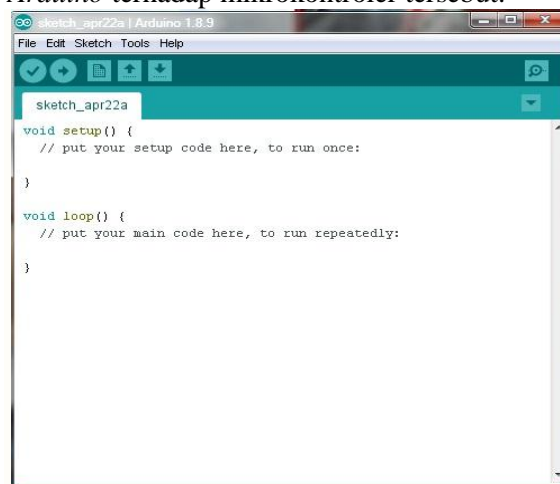 Arduino terhadap mikrokontroler tersebut.
sketch_apr22a | Arduino 1.8.9
File Edit Sketch Tools Help
sketch_apr22a
void setup() {
// put your setup code here, to run once:
}
void loop() {
// put your main code here, to run repeatedly:
}